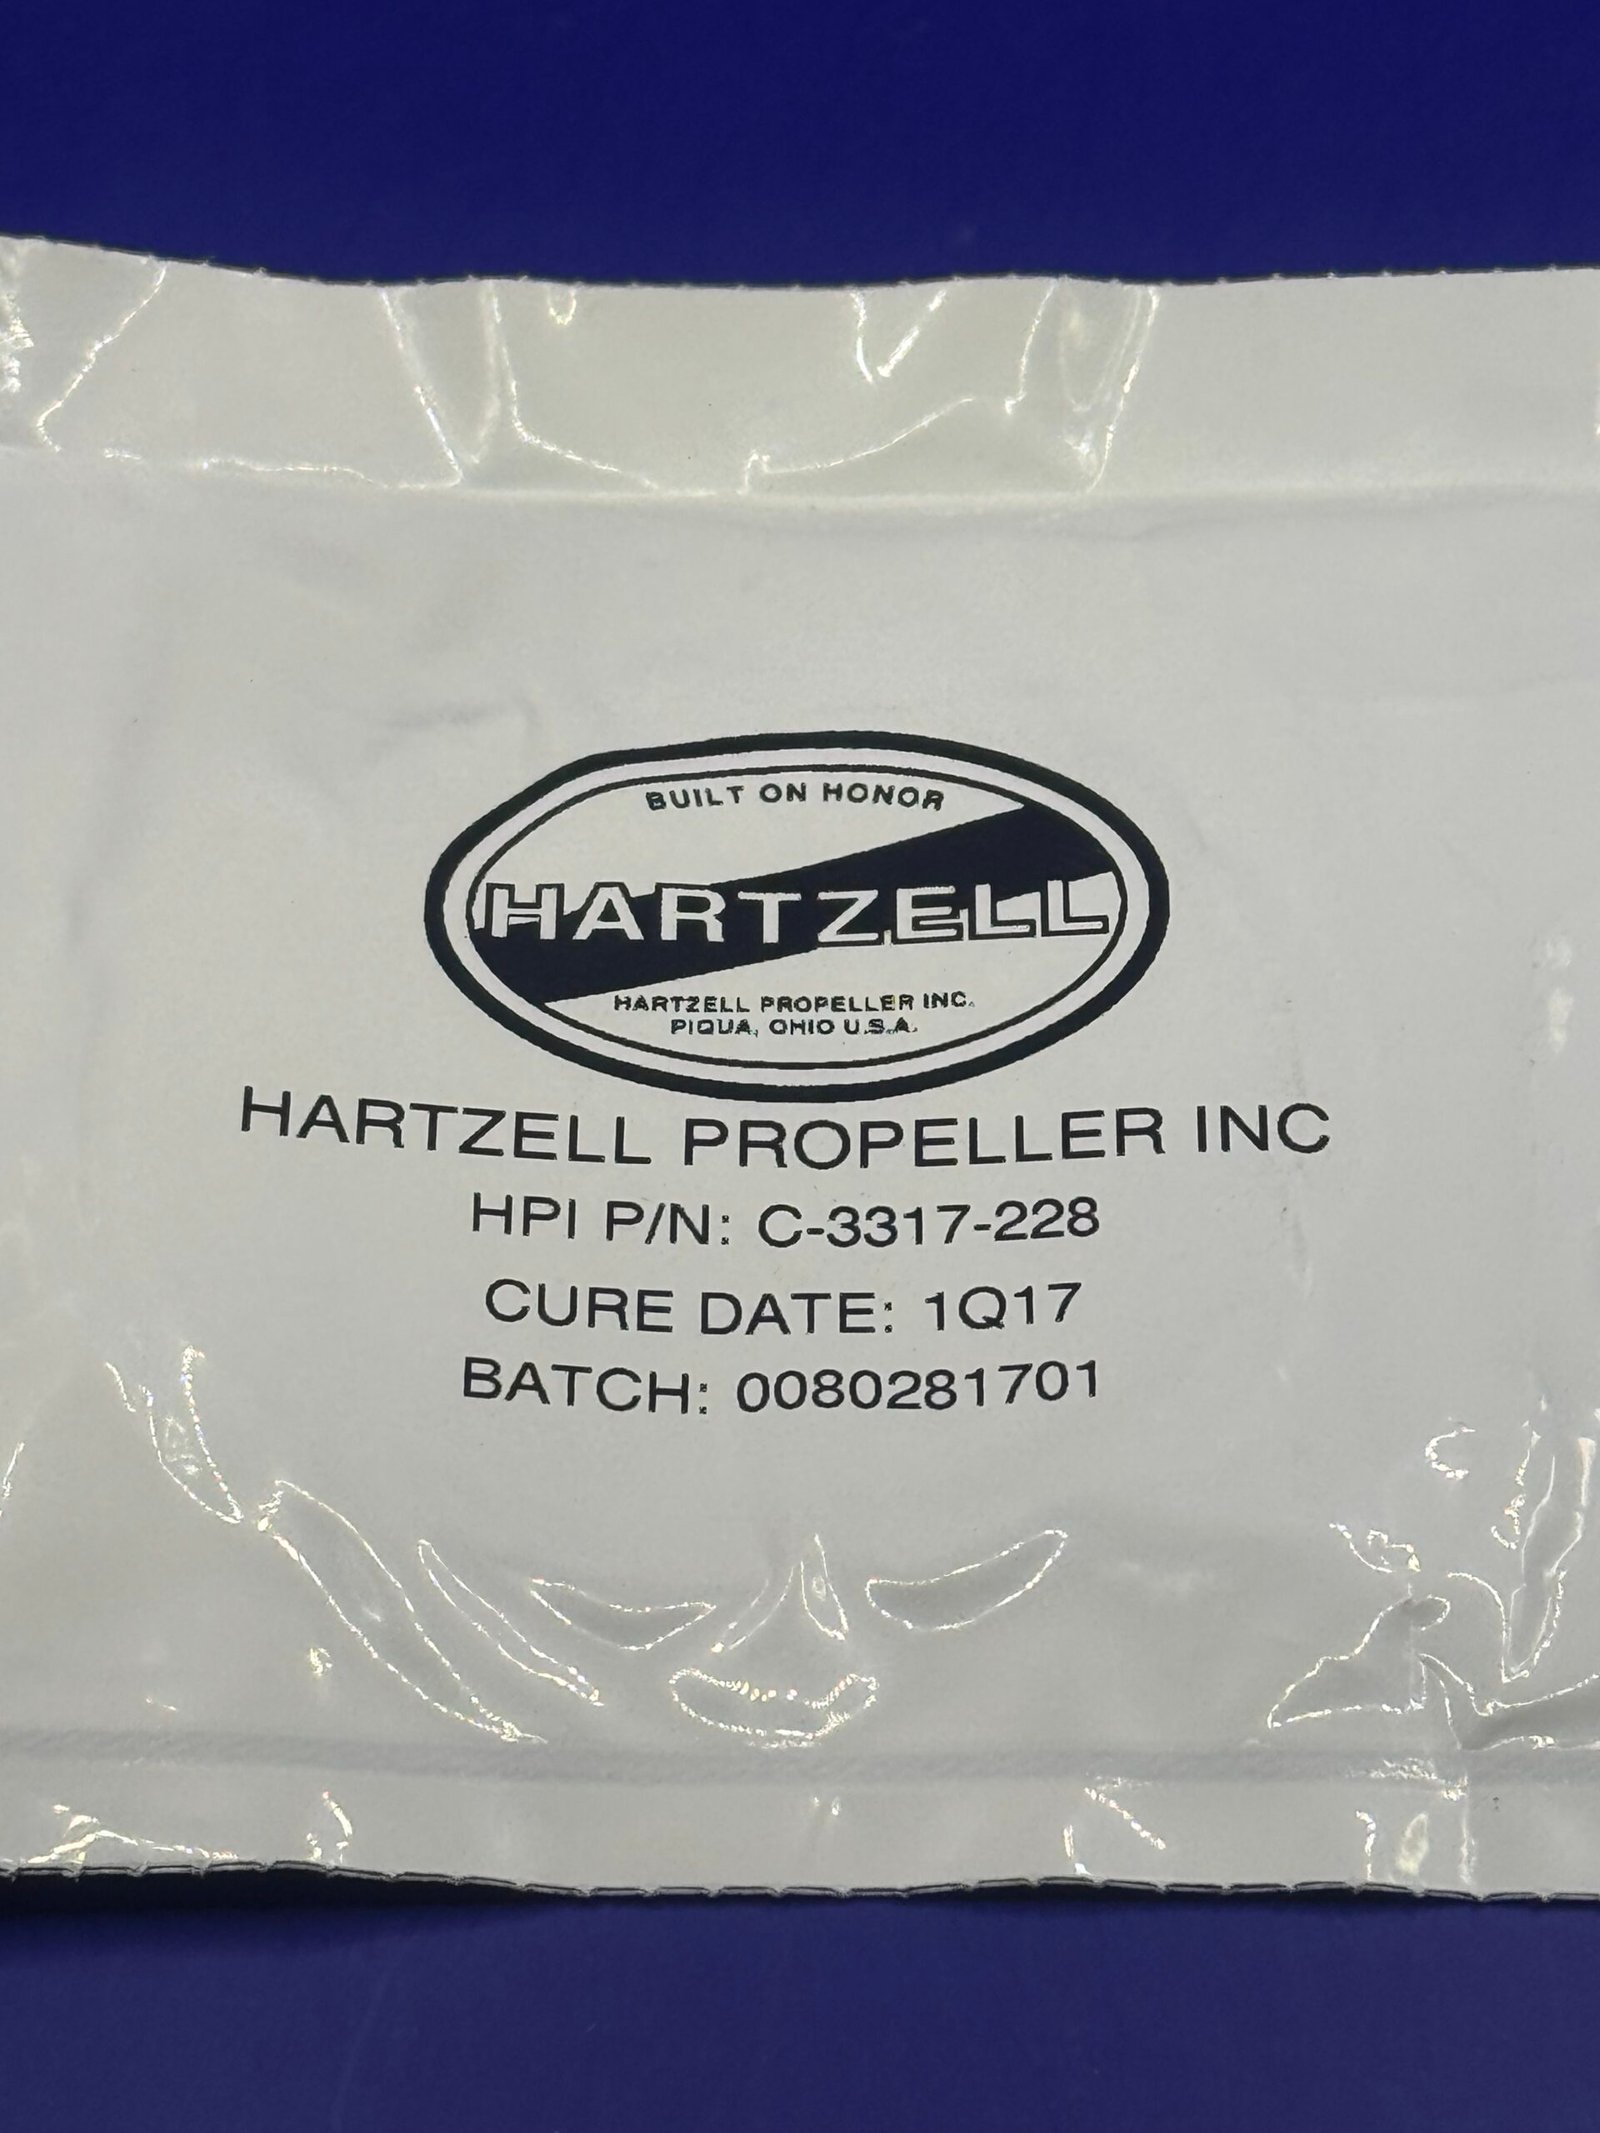 BUILT ON HONOR
HARTZELL
HARTZELL PROPELLER INC.
PIQUA, OHIO U.S.A.
HARTZELL PROPELLER INC
HPI P/N: C-3317-228
CURE DATE: 1Q17
BATCH: 0080281701